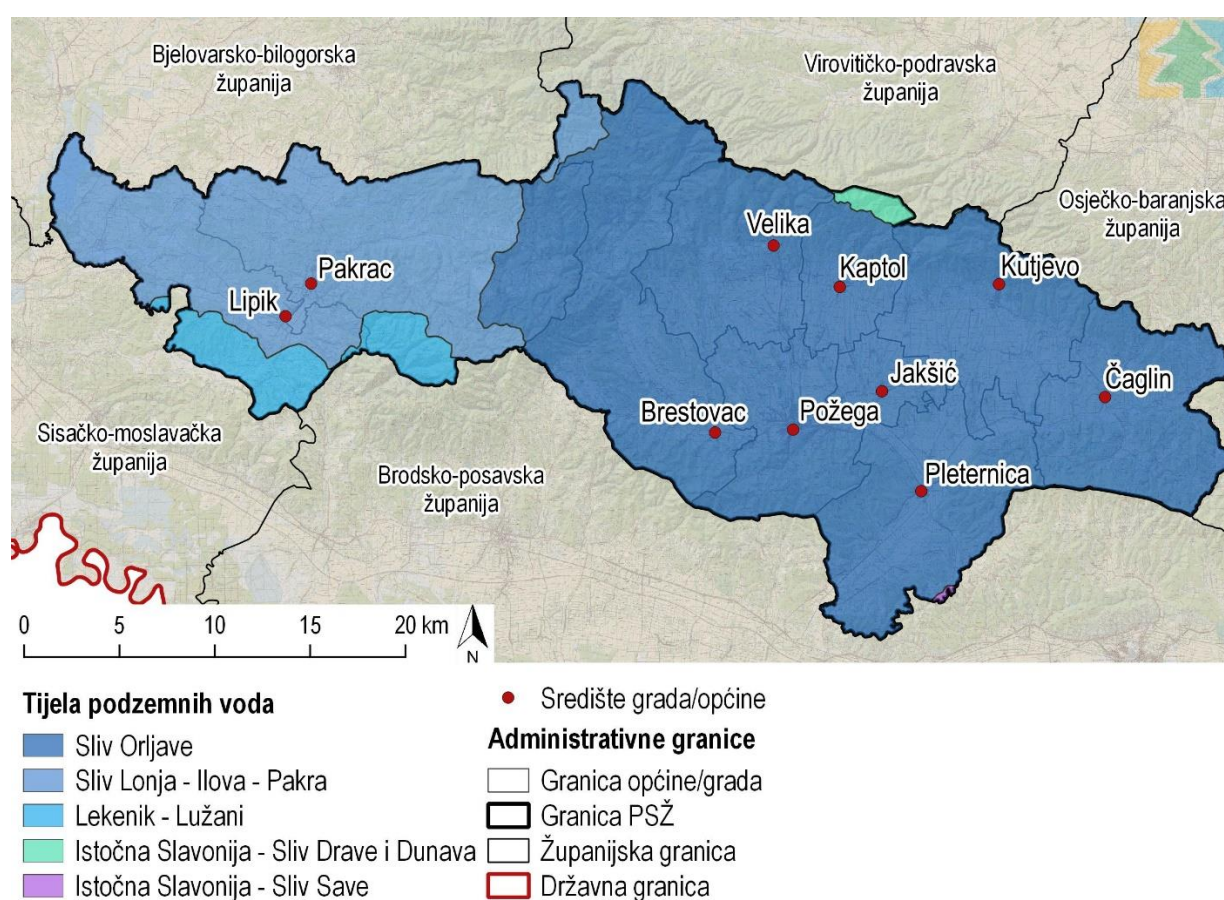 Bjelovarsko-bilogorska
županija
Virovitičko-podravska
županija
Osječko-baranjska
županija
Velika
Kaptol
Kutjevo
Pakrac
Lipik
Jakšić
Čaglin
Brestovac
Požega
Sisačko-moslavačka
županija
Brodsko-posavska
županija
Pleternica
0 5 10 15 20 km
N
Tijela podzemnih voda
Sliv Orljave
Sliv Lonja - Ilova - Pakra
Lekenik - Lužani
Istočna Slavonija - Sliv Drave i Dunava
Istočna Slavonija - Sliv Save
Središte grada/općine
Administrativne granice
Granica općine/grada
Granica PSŽ
Županijska granica
Državna granica